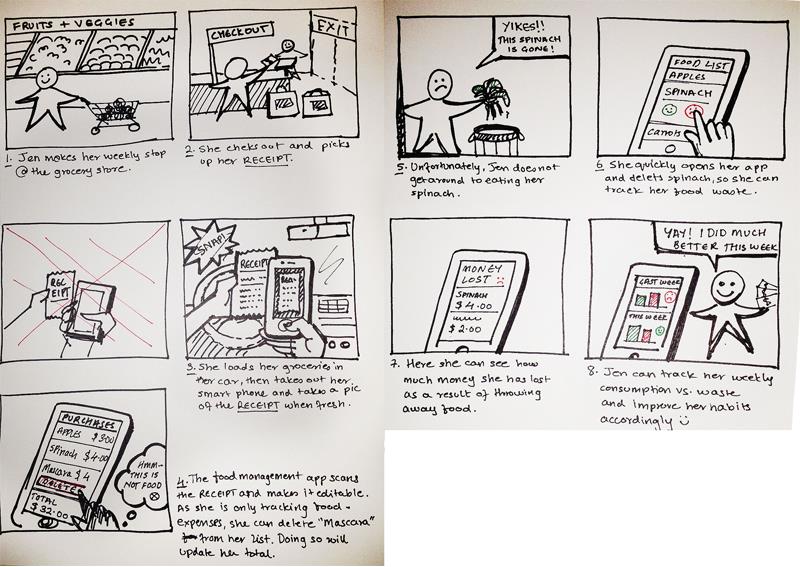 FRUITS + VEGGIES
1. Jen makes her weekly stop
@ the grocery store.
CHECKOUT
EXIT
2. She cheks out and picks
up her RECEIPT.
REC
EIPT
SNAP!
RECEIPT
3. She loads her groceries in
her car, then takes out her
smart phone and takes a pic
of the RECEIPT when fresh.
PURCHASES
APPLES $3.00
Spinach $4.00
Mascara $4
DELETE
TOTAL
$32.00
HMM--
THIS IS
NOT FOOD
4. The food management app scans
the RECEIPT and makes it editable.
As she is only tracking food-
expenses, she can delete "Mascara"
from her list. Doing so will
update her total.
YIKES!!
THIS SPINACH
IS GONE!
5. Unfortunately, Jen does not
get around to eating her
spinach.
FOOD LIST
APPLES
SPINACH
Carrots
6 She quickly opens her app
and deletes spinach, so she can
track her food waste.
MONEY
LOST
SPINACH
$4.00
$2.00
7. Here she can see how
much money she has lost
as a result of throwing
away food.
YAY! I DID MUCH
BETTER THIS WEEK
LAST WEEK
THIS WEEK
8. Jen can track her weekly
consumption vs. waste
and improve her habits
accordingly